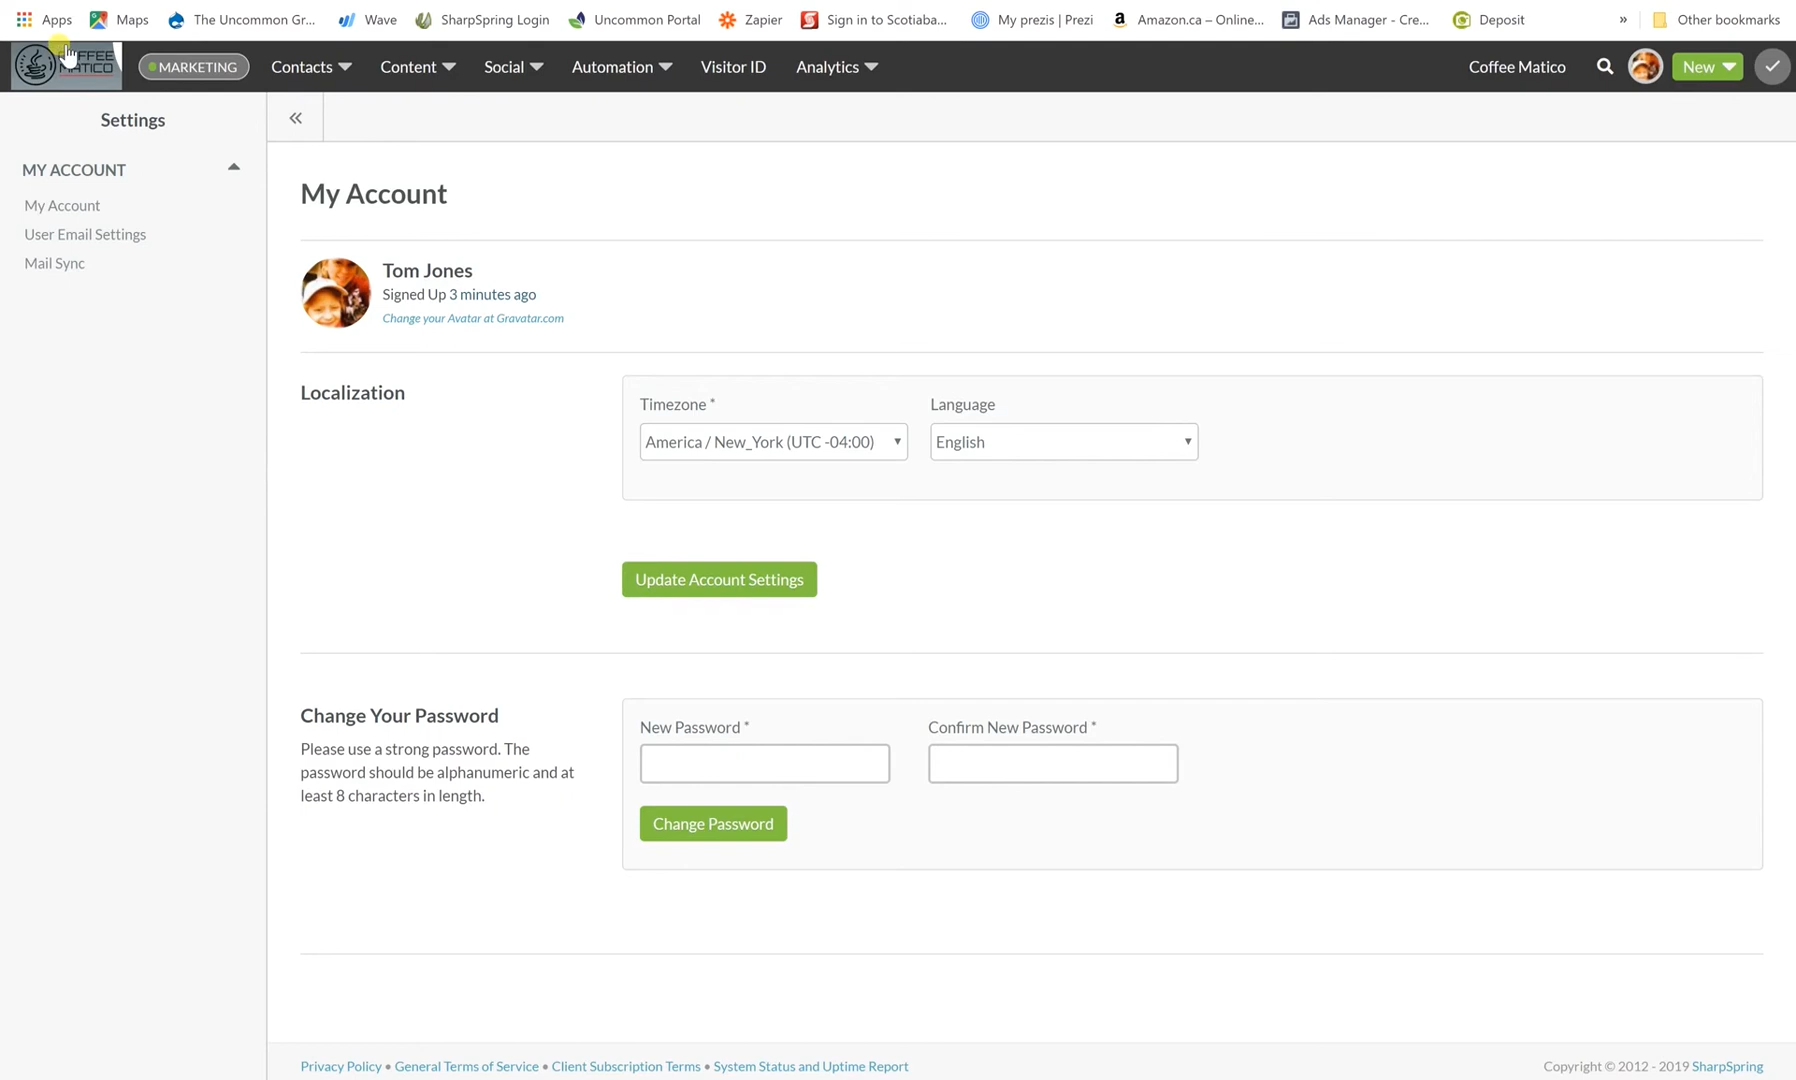 Apps Maps The Uncommon Gr... Wave SharpSpring Login Uncommon Portal Zapier Sign in to Scotiaba... My prezis | Prezi Amazon.ca – Online... Ads Manager - Cre... Deposit » Other bookmarks
MARKETING Contacts Content Social Automation Visitor ID Analytics Coffee Matico New
MATICO
Settings
MY ACCOUNT
My Account
User Email Settings
Mail Sync
My Account
Tom Jones
Signed Up 3 minutes ago
Change your Avatar at Gravatar.com
Localization
Timezone * Language
America / New_York (UTC -04:00) English
Update Account Settings
Change Your Password
Please use a strong password. The
password should be alphanumeric and at
least 8 characters in length.
New Password * Confirm New Password *
Change Password
Privacy Policy • General Terms of Service • Client Subscription Terms • System Status and Uptime Report
Copyright © 2012 - 2019 SharpSpring